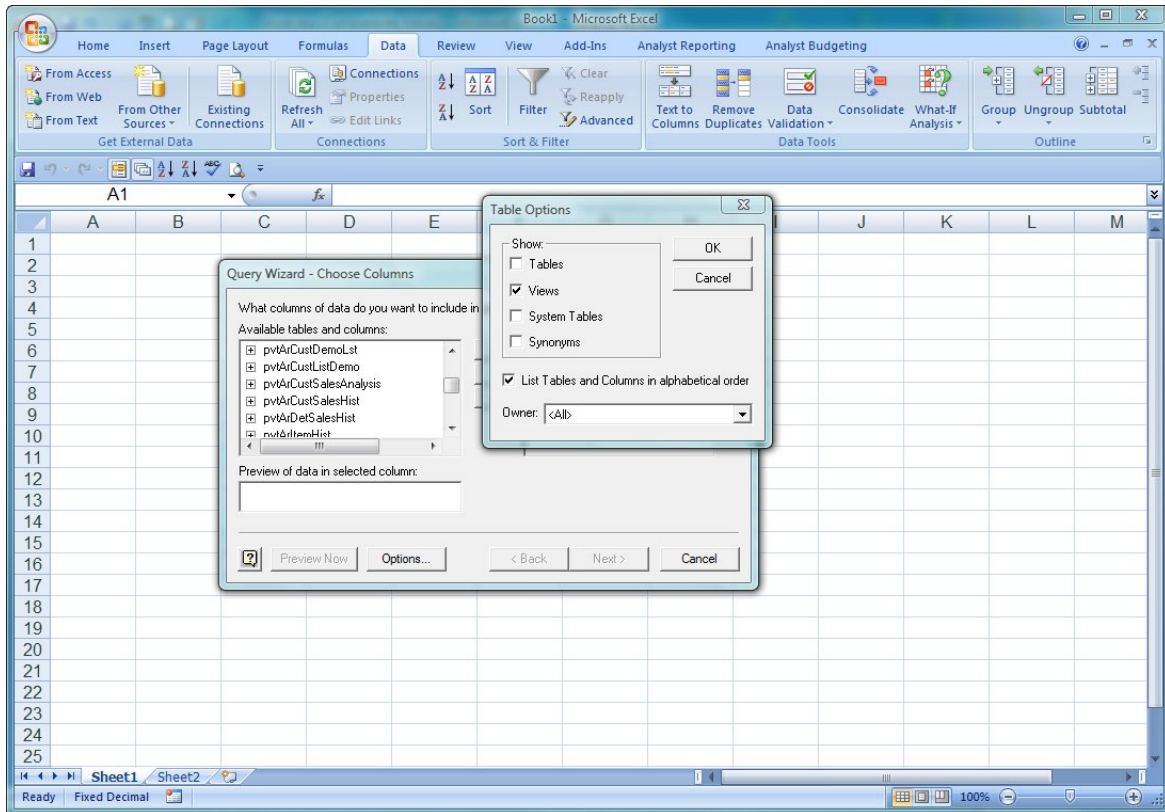 Book1 - Microsoft Excel
Home Insert Page Layout Formulas Data Review View Add-Ins Analyst Reporting Analyst Budgeting
From Access
From Web
From Text
From Other Sources
Existing Connections
Get External Data
Refresh All
Connections
Properties
Edit Links
Connections
Sort
Filter
Clear
Reapply
Advanced
Sort & Filter
Text to Columns
Remove Duplicates
Data Validation
Consolidate
What-If Analysis
Data Tools
Group
Ungroup
Subtotal
Outline
A1
fx
A B C D E J K L M
1
2
3
4
5
6
7
8
9
10
11
12
13
14
15
16
17
18
19
20
21
22
23
24
25
Query Wizard - Choose Columns
What columns of data do you want to include in
Available tables and columns:
pvtArCustDemoLst
pvtArCustListDemo
pvtArCustSalesAnalysis
pvtArCustSalesHist
pvtArDetSalesHist
pvtArItemHist
Preview of data in selected column:
Preview Now
Options...
< Back
Next >
Cancel
Table Options
Show:
Tables
Views
System Tables
Synonyms
OK
Cancel
List Tables and Columns in alphabetical order
Owner: <All>
Sheet1 Sheet2
Ready Fixed Decimal 100%